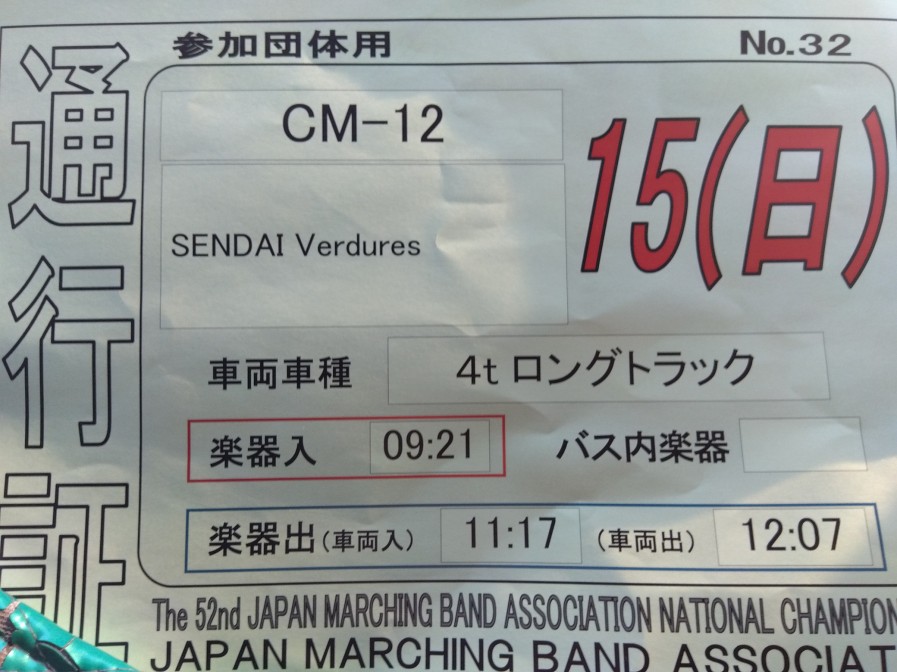 通行証
参加団体用
No.32
CM-12
15(日)
SENDAI Verdures
車両車種
4t ロングトラック
楽器入 09:21
バス内楽器
楽器出(車両入) 11:17 (車両出) 12:07
The 52nd JAPAN MARCHING BAND ASSOCIATION NATIONAL CHAMPION
JAPAN MARCHING BAND ASSOCIAT